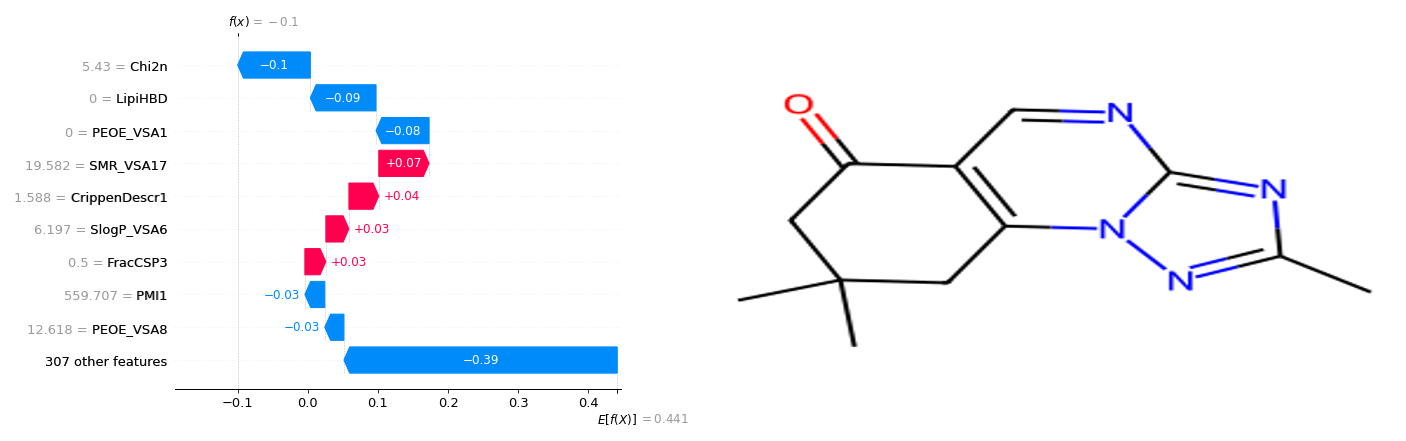 f(x) = −0.1
5.43 = Chi2n
−0.1
0 = LipiHBD
−0.09
0 = PEOE_VSA1
−0.08
19.582 = SMR_VSA17
+0.07
1.588 = CrippenDescr1
+0.04
6.197 = SlogP_VSA6
+0.03
0.5 = FracCSP3
+0.03
559.707 = PMI1
−0.03
12.618 = PEOE_VSA8
−0.03
307 other features
−0.39
−0.1 0.0 0.1 0.2 0.3 0.4
E[f(X)] = 0.441
O
N
N
N
N